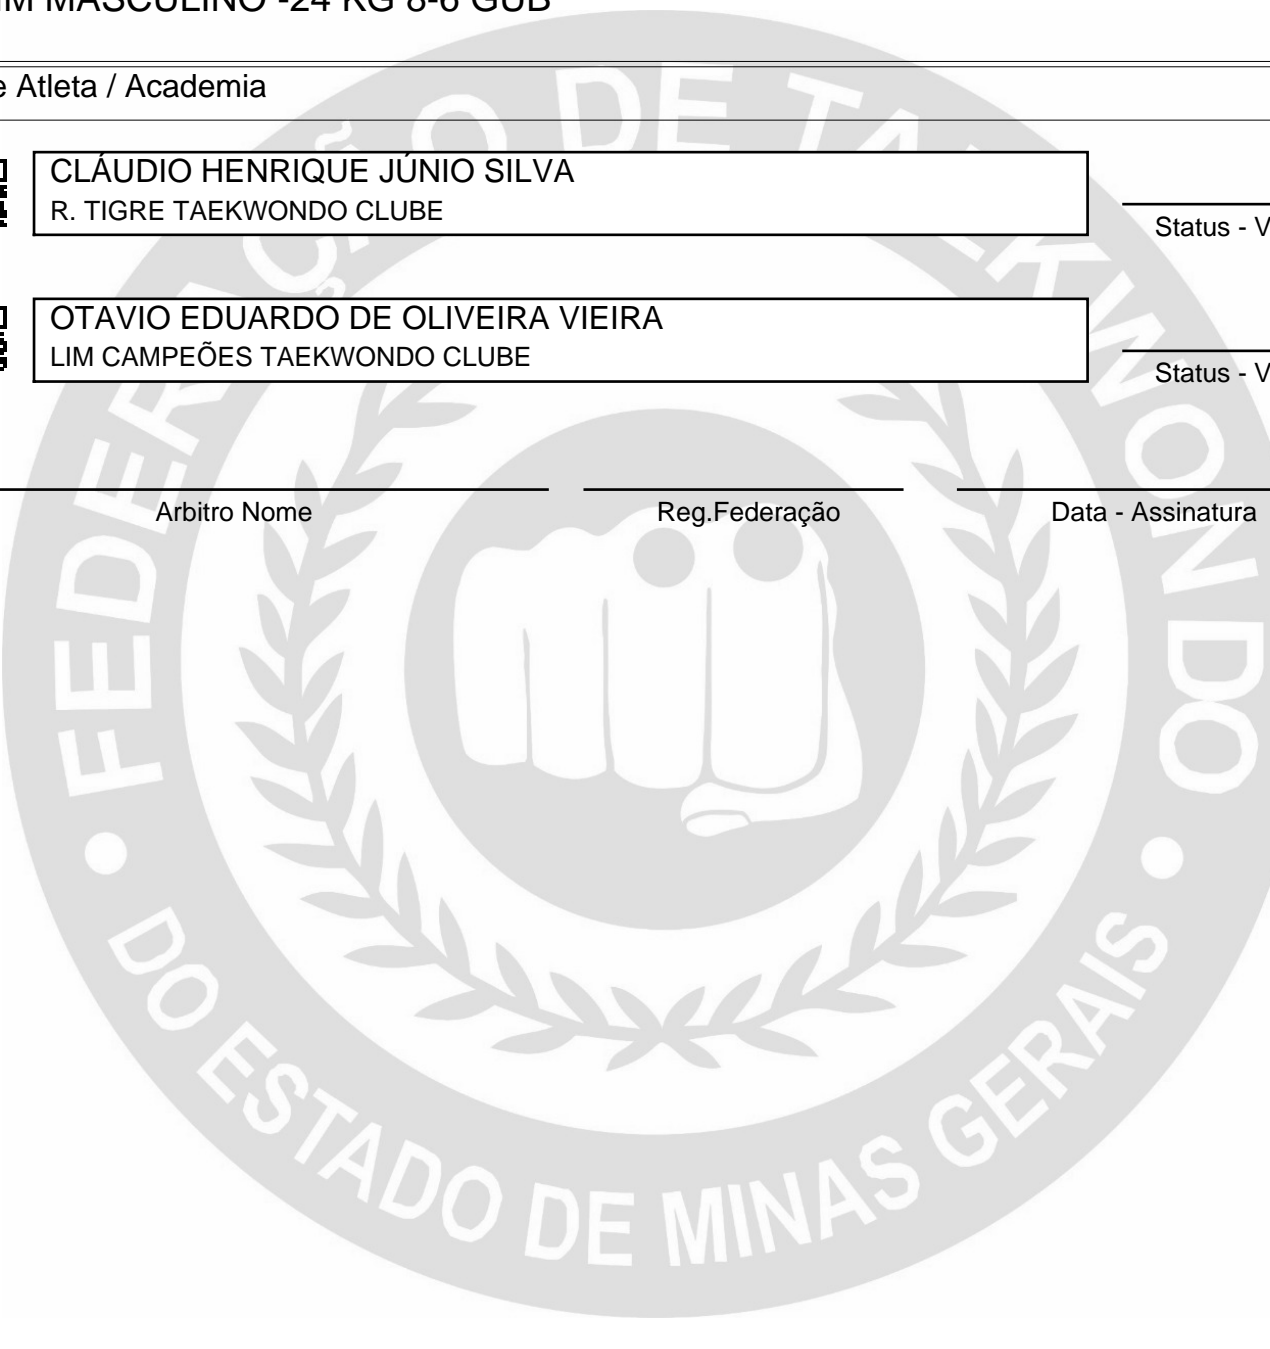 MASCULINO -24 KG 8-6 GUB
Atleta / Academia
CLÁUDIO HENRIQUE JÚNIO SILVA
R. TIGRE TAEKWONDO CLUBE
Status - V
OTAVIO EDUARDO DE OLIVEIRA VIEIRA
LIM CAMPEÕES TAEKWONDO CLUBE
Status - V
Arbitro Nome
Reg.Federação
Data - Assinatura
FEDERAÇÃO DE TAEKWONDO
DO ESTADO DE MINAS GERAIS